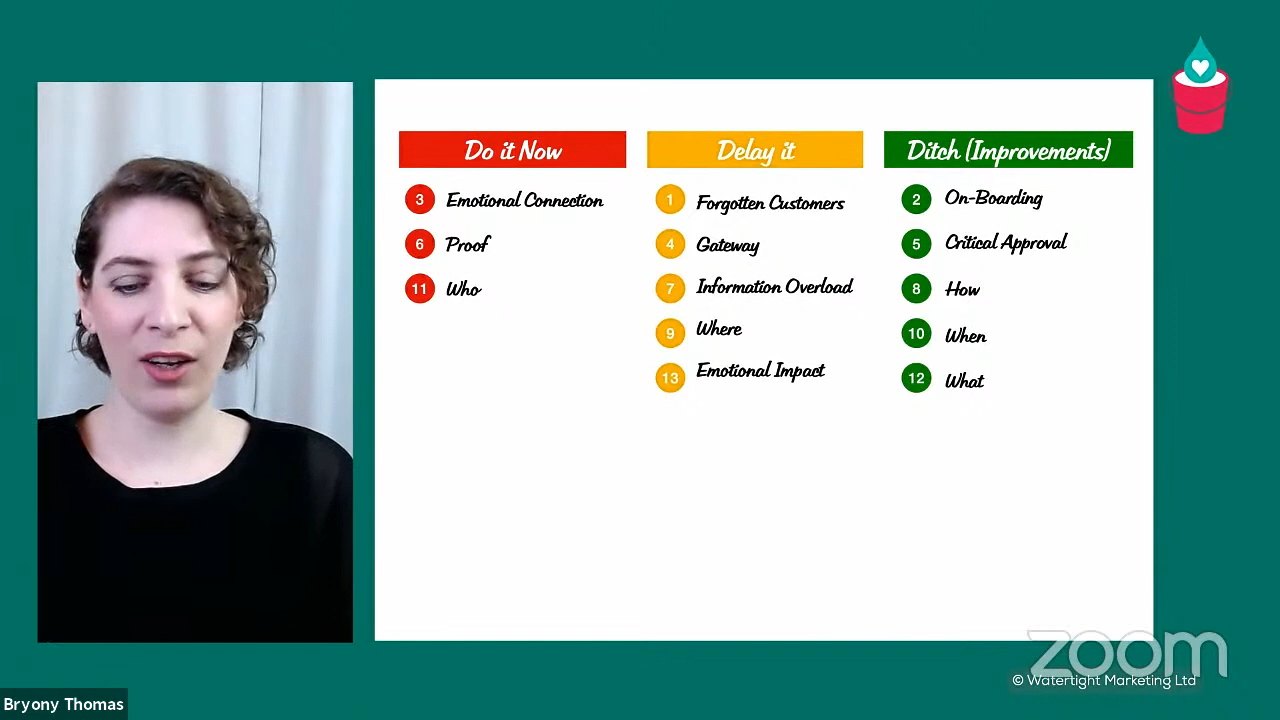 Do it Now
3 Emotional Connection
6 Proof
11 Who
Delay it
1 Forgotten Customers
4 Gateway
7 Information Overload
9 Where
13 Emotional Impact
Ditch (Improvements)
2 On-Boarding
5 Critical Approval
8 How
10 When
12 What
zoom
© Watertight Marketing Ltd
Bryony Thomas